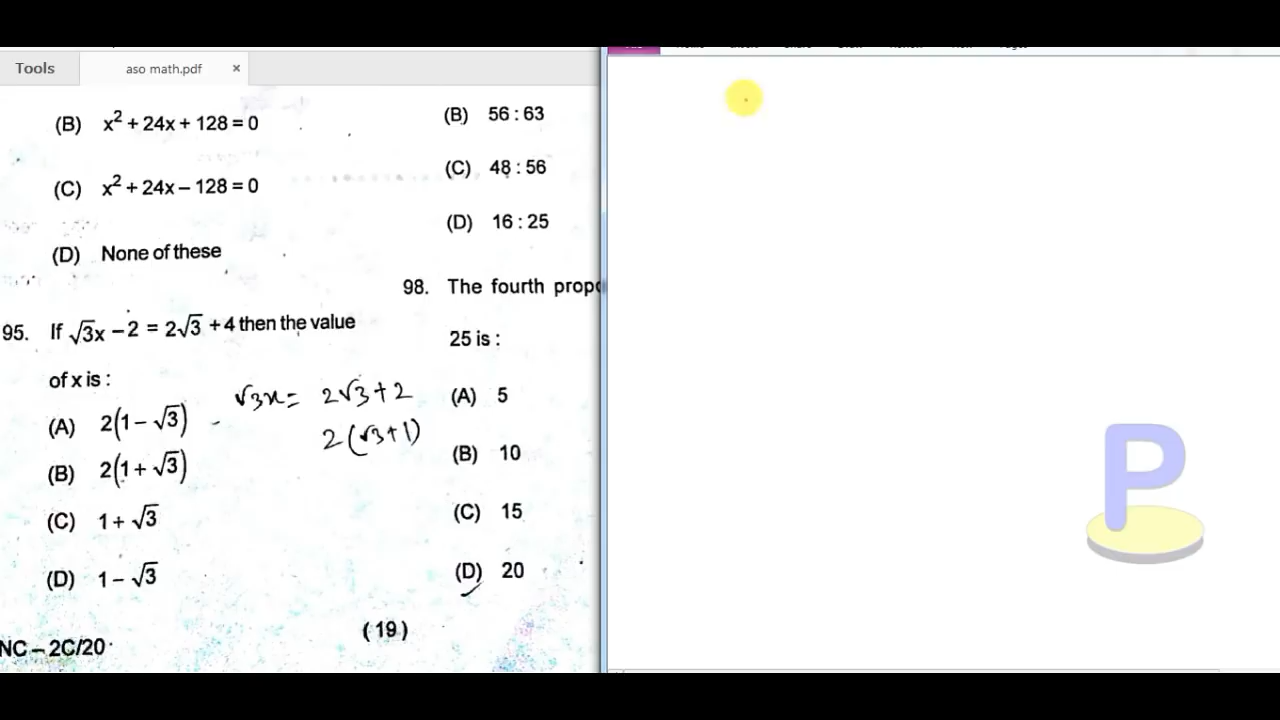 Tools
aso math.pdf ×
(B) x² + 24x + 128 = 0
(C) x² + 24x – 128 = 0
(D) None of these
95. If √3x – 2 = 2√3 + 4 then the value
of x is :
(A) 2(1 – √3)
(B) 2(1 + √3)
(C) 1 + √3
(D) 1 – √3
√3x = 2√3 + 2
2(√3 + 1)
NC – 2C/20
(B) 56 : 63
(C) 48 : 56
(D) 16 : 25
98. The fourth propo
25 is :
(A) 5
(B) 10
(C) 15
(D) 20
(19)
P